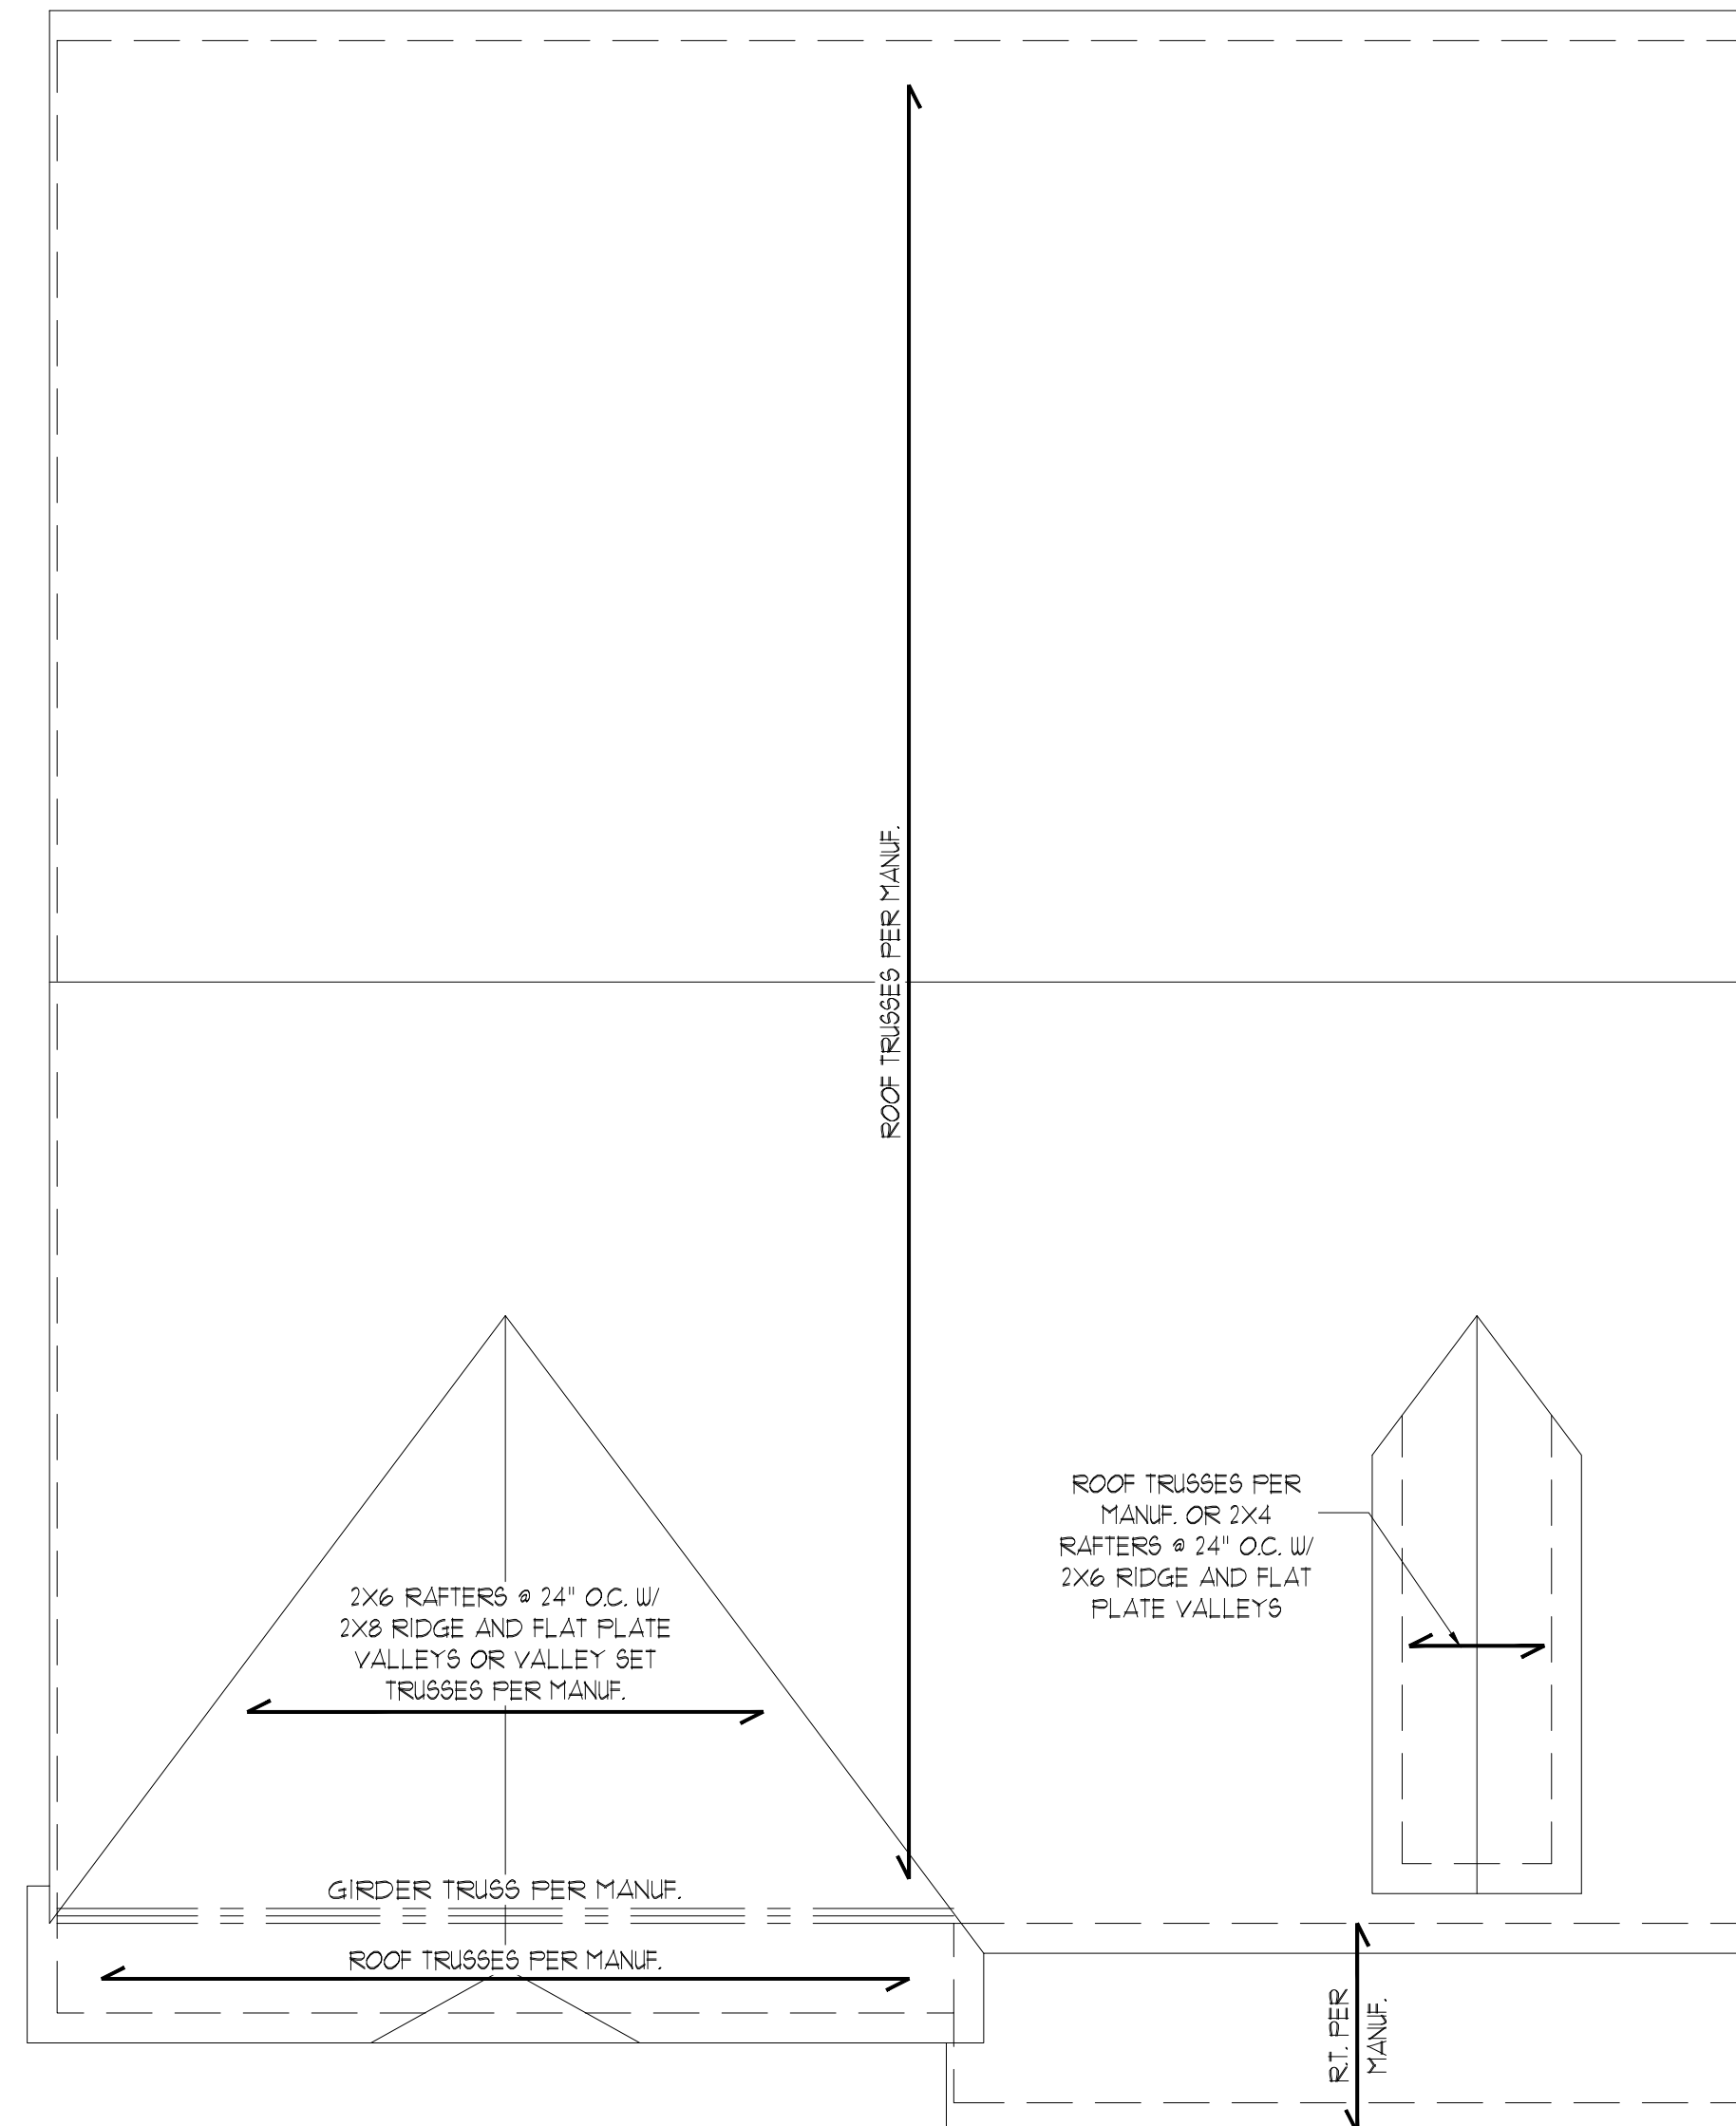 ROOF TRUSSES PER MANUF.
ROOF TRUSSES PER
MANUF. OR 2X4
RAFTERS @ 24" O.C. W/
2X6 RIDGE AND FLAT
PLATE VALLEYS
2X6 RAFTERS @ 24" O.C. W/
2X8 RIDGE AND FLAT PLATE
VALLEYS OR VALLEY SET
TRUSSES PER MANUF.
GIRDER TRUSS PER MANUF.
ROOF TRUSSES PER MANUF.
R.T. PER
MANUF.